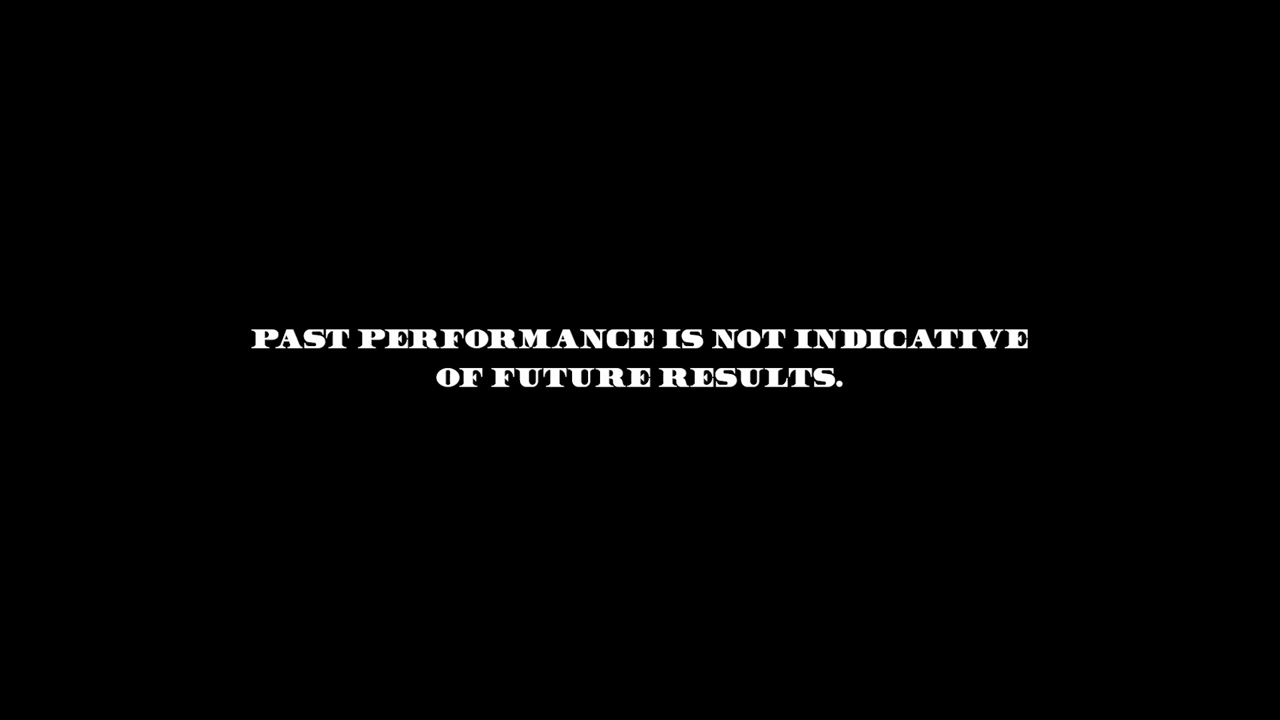 PAST PERFORMANCE IS NOT INDICATIVE
OF FUTURE RESULTS.